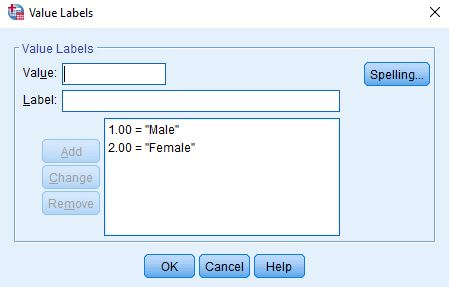 Value Labels
Value Labels
Value:
Spelling...
Label:
1.00 = "Male"
2.00 = "Female"
Add
Change
Remove
OK Cancel Help